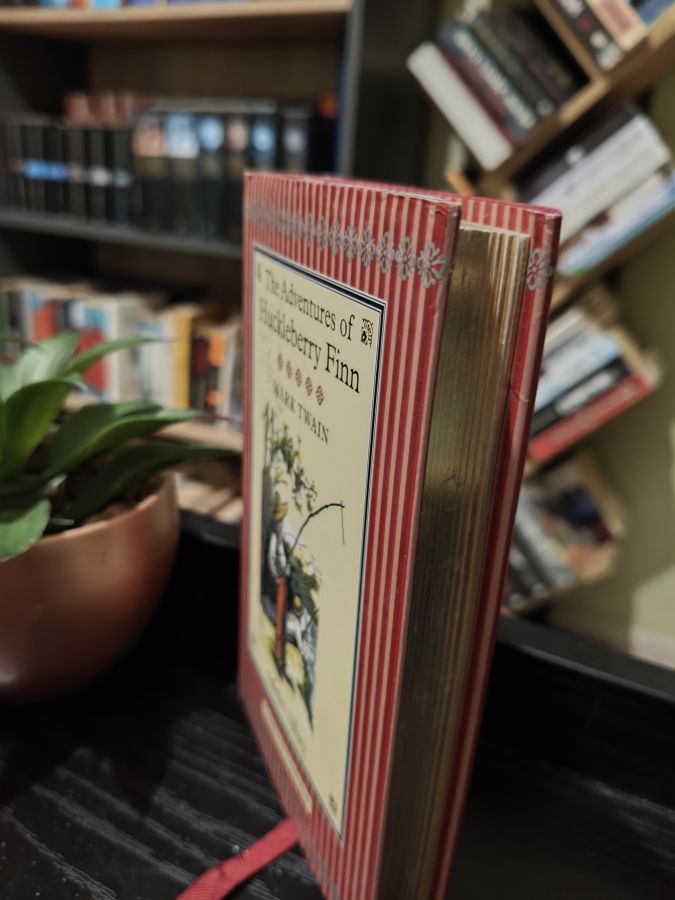 The Adventures of
Huckleberry Finn
MARK TWAIN